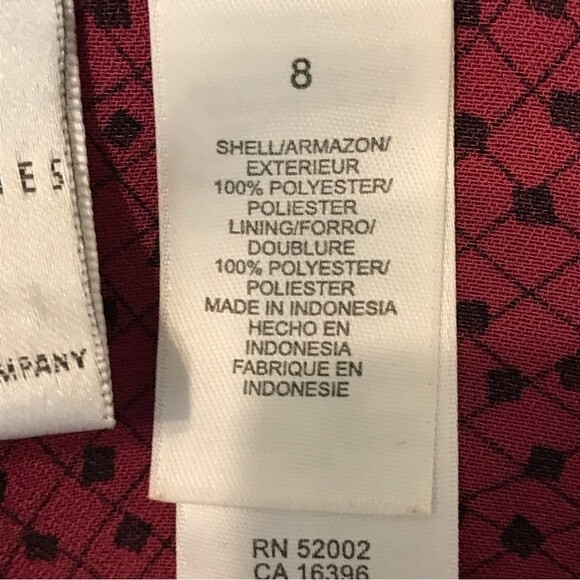 8
SHELL/ARMAZON/
EXTERIEUR
100% POLYESTER/
POLIESTER
LINING/FORRO/
DOUBLURE
100% POLYESTER/
POLIESTER
MADE IN INDONESIA
HECHO EN
INDONESIA
FABRIQUE EN
INDONESIE
RN 52002
CA 16396